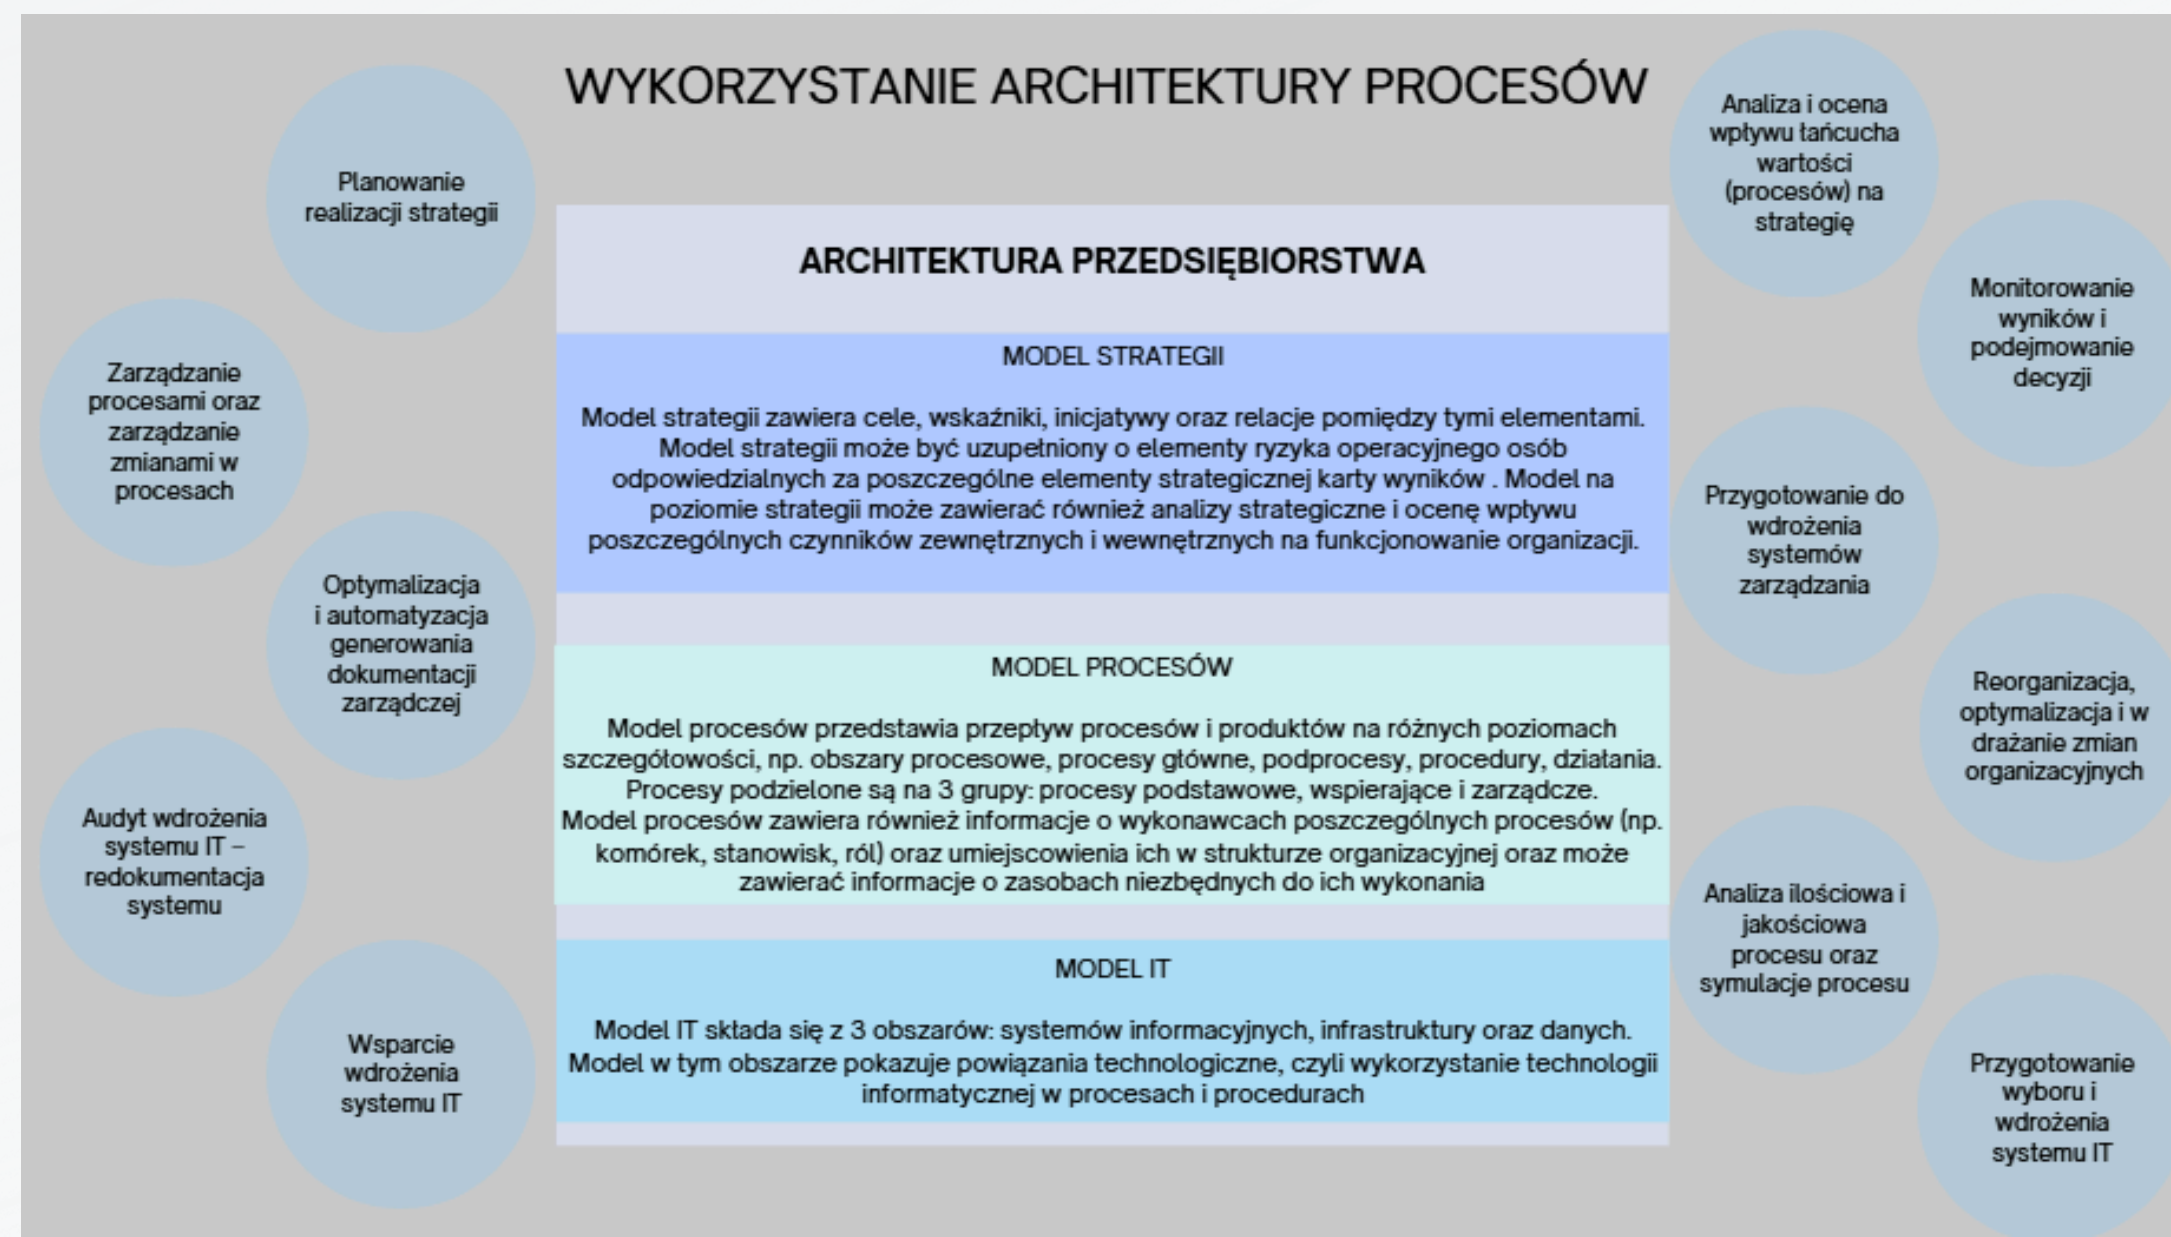 WYKORZYSTANIE ARCHITEKTURY PROCESÓW
Planowanie
realizacji strategii
Zarządzanie
procesami oraz
zarządzanie
zmianami w
procesach
Optymalizacja
i automatyzacja
generowania
dokumentacji
zarządczej
Audyt wdrożenia
systemu IT –
redokumentacja
systemu
Wsparcie
wdrożenia
systemu IT
ARCHITEKTURA PRZEDSIĘBIORSTWA
MODEL STRATEGII
Model strategii zawiera cele, wskaźniki, inicjatywy oraz relacje pomiędzy tymi elementami.
Model strategii może być uzupełniony o elementy ryzyka operacyjnego osób
odpowiedzialnych za poszczególne elementy strategicznej karty wyników . Model na
poziomie strategii może zawierać również analizy strategiczne i ocenę wpływu
poszczególnych czynników zewnętrznych i wewnętrznych na funkcjonowanie organizacji.
MODEL PROCESÓW
Model procesów przedstawia przepływ procesów i produktów na różnych poziomach
szczegółowości, np. obszary procesowe, procesy główne, podprocesy, procedury, działania.
Procesy podzielone są na 3 grupy: procesy podstawowe, wspierające i zarządcze.
Model procesów zawiera również informacje o wykonawcach poszczególnych procesów (np.
komórek, stanowisk, ról) oraz umiejscowienia ich w strukturze organizacyjnej oraz może
zawierać informacje o zasobach niezbędnych do ich wykonania
MODEL IT
Model IT składa się z 3 obszarów: systemów informacyjnych, infrastruktury oraz danych.
Model w tym obszarze pokazuje powiązania technologiczne, czyli wykorzystanie technologii
informatycznej w procesach i procedurach
Analiza i ocena
wpływu łańcucha
wartości
(procesów) na
strategię
Monitorowanie
wyników i
podejmowanie
decyzji
Przygotowanie do
wdrożenia
systemów
zarządzania
Reorganizacja,
optymalizacja i w
drażanie zmian
organizacyjnych
Analiza ilościowa i
jakościowa
procesu oraz
symulacje procesu
Przygotowanie
wyboru i
wdrożenia
systemu IT